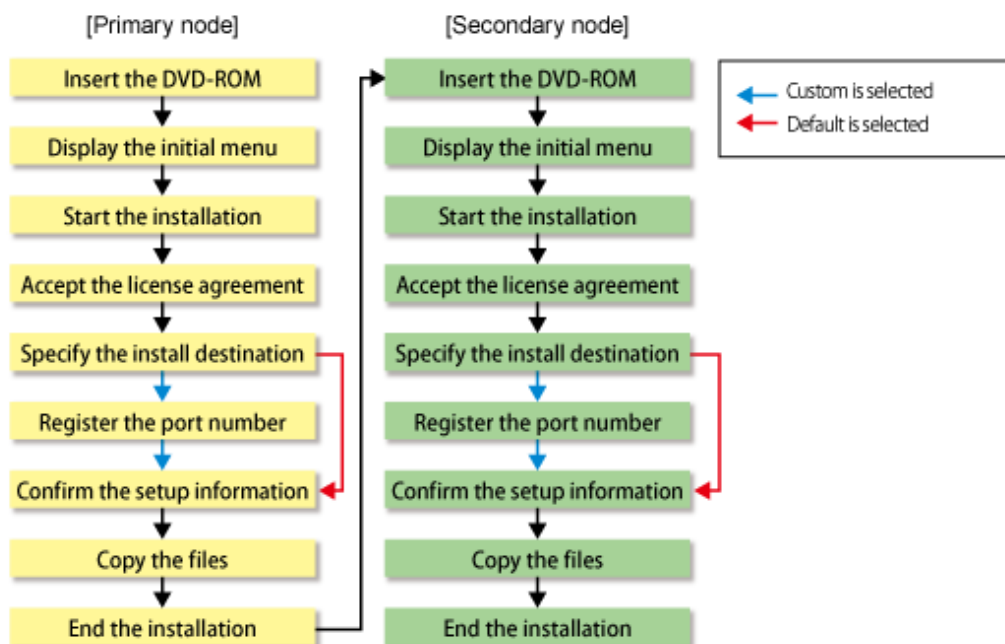 [Primary node]
Insert the DVD-ROM
Display the initial menu
Start the installation
Accept the license agreement
Specify the install destination
Register the port number
Confirm the setup information
Copy the files
End the installation
[Secondary node]
Insert the DVD-ROM
Display the initial menu
Start the installation
Accept the license agreement
Specify the install destination
Register the port number
Confirm the setup information
Copy the files
End the installation
Custom is selected
Default is selected